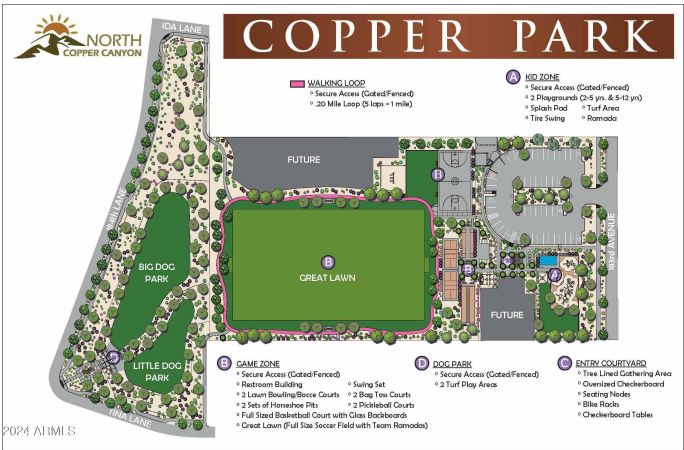 NORTH
COPPER CANYON
COPPER PARK
IDA LANE
WALKING LOOP
° Secure Access (Gated/Fenced)
° .20 Mile Loop (5 laps = 1 mile)
A KID ZONE
° Secure Access (Gated/Fenced)
° 2 Playgrounds (2-5 yrs. & 5-12 yrs)
° Splash Pad ° Turf Area
° Tire Swing ° Ramada
FUTURE
B
183rd AVENUE
BIG DOG
PARK
B
GREAT LAWN
B
C
A
FUTURE
LITTLE DOG
PARK
TINA LANE
B GAME ZONE
° Secure Access (Gated/Fenced)
° Restroom Building ° Swing Set
° 2 Lawn Bowling/Bocce Courts ° 2 Bag Toss Courts
° 2 Sets of Horseshoe Pits ° 2 Pickleball Courts
° Full Sized Basketball Court with Glass Backboards
° Great Lawn (Full Size Soccer Field with Team Ramadas)
D DOG PARK
° Secure Access (Gated/Fenced)
° 2 Turf Play Areas
C ENTRY COURTYARD
° Tree Lined Gathering Area
° Oversized Checkerboard
° Seating Nodes
° Bike Racks
° Checkerboard Tables
2024 ARMLS